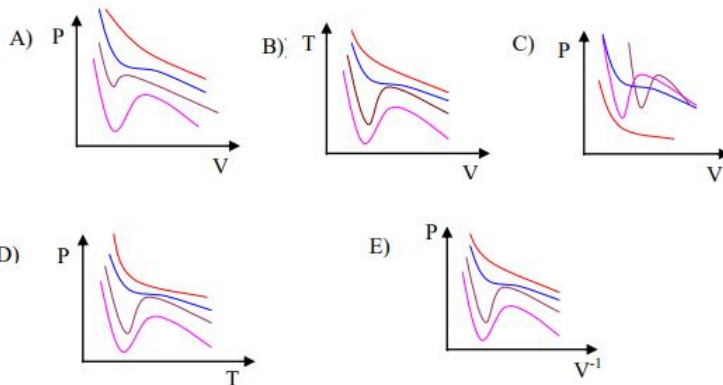 A) P V
B) T V
C) P V
D) P T
E) P V⁻¹